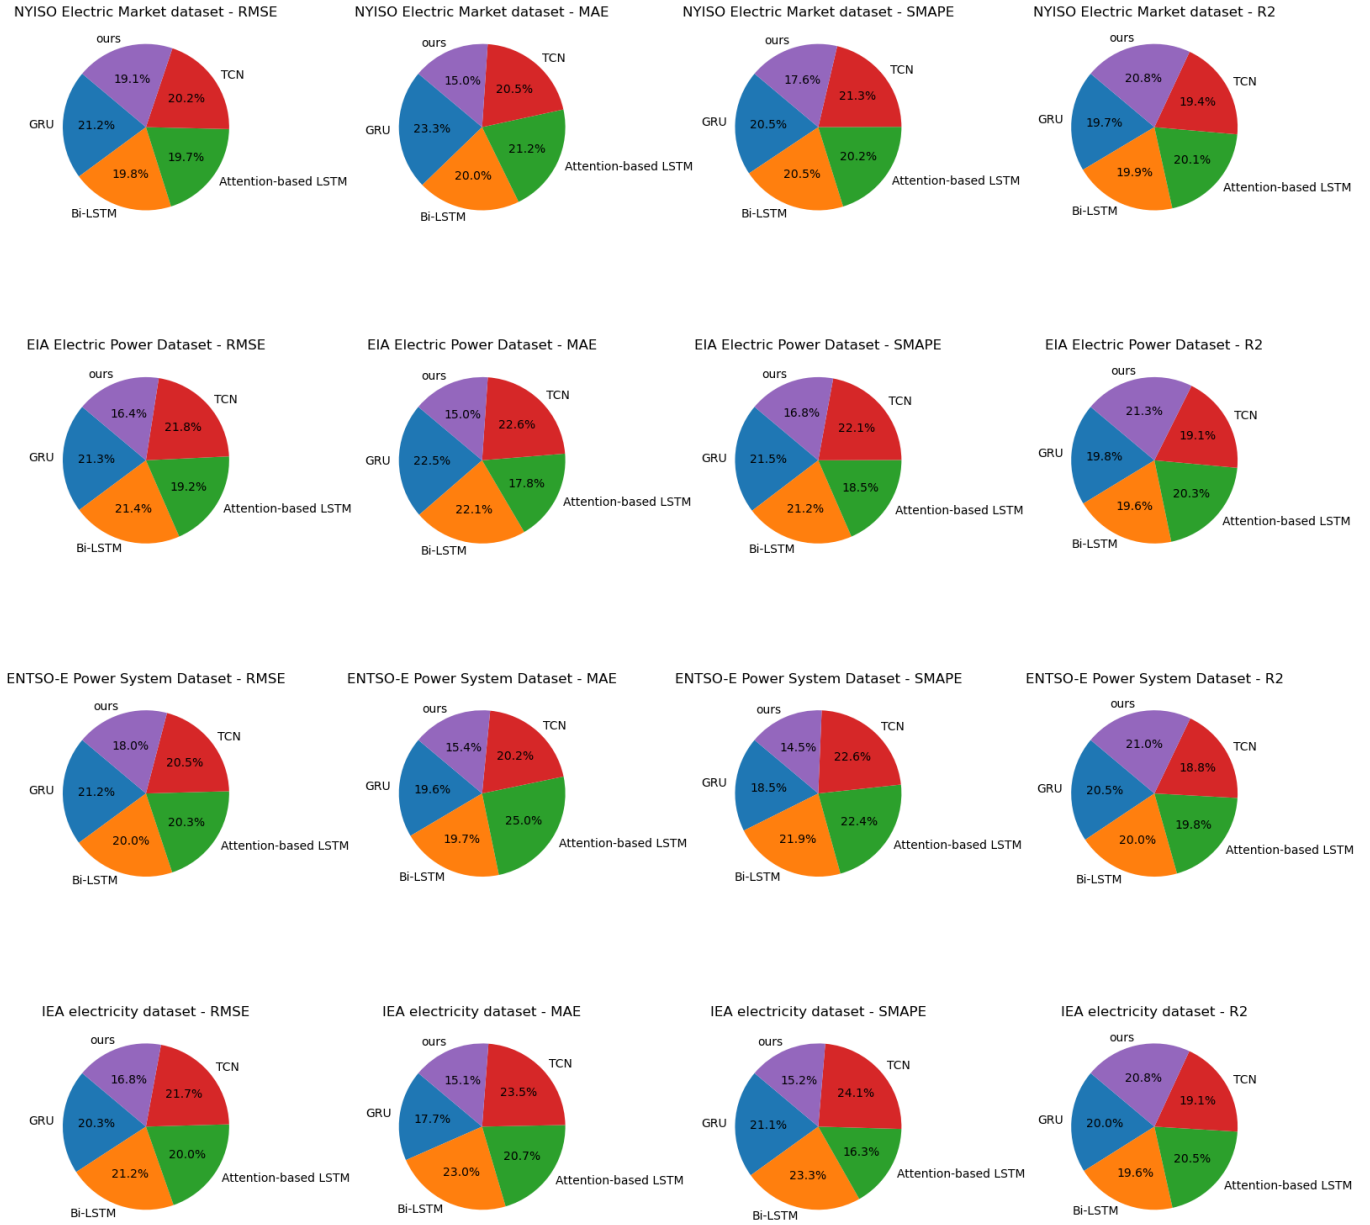 NYISO Electric Market dataset - RMSE
ours
TCN
19.1%
20.2%
GRU
21.2%
19.7%
19.8%
Attention-based LSTM
Bi-LSTM
NYISO Electric Market dataset - MAE
ours
TCN
15.0%
20.5%
GRU
23.3%
21.2%
20.0%
Attention-based LSTM
Bi-LSTM
NYISO Electric Market dataset - SMAPE
ours
TCN
17.6%
21.3%
GRU
20.5%
20.2%
20.5%
Attention-based LSTM
Bi-LSTM
NYISO Electric Market dataset - R2
ours
TCN
20.8%
19.4%
GRU
19.7%
20.1%
19.9%
Attention-based LSTM
Bi-LSTM
EIA Electric Power Dataset - RMSE
ours
TCN
16.4%
21.8%
GRU
21.3%
19.2%
21.4%
Attention-based LSTM
Bi-LSTM
EIA Electric Power Dataset - MAE
ours
TCN
15.0%
22.6%
GRU
22.5%
17.8%
22.1%
Attention-based LSTM
Bi-LSTM
EIA Electric Power Dataset - SMAPE
ours
TCN
16.8%
22.1%
GRU
21.5%
18.5%
21.2%
Attention-based LSTM
Bi-LSTM
EIA Electric Power Dataset - R2
ours
TCN
21.3%
19.1%
GRU
19.8%
20.3%
19.6%
Attention-based LSTM
Bi-LSTM
ENTSO-E Power System Dataset - RMSE
ours
TCN
18.0%
20.5%
GRU
21.2%
20.3%
20.0%
Attention-based LSTM
Bi-LSTM
ENTSO-E Power System Dataset - MAE
ours
TCN
15.4%
20.2%
GRU
19.6%
25.0%
19.7%
Attention-based LSTM
Bi-LSTM
ENTSO-E Power System Dataset - SMAPE
ours
TCN
14.5%
22.6%
GRU
18.5%
22.4%
21.9%
Attention-based LSTM
Bi-LSTM
ENTSO-E Power System Dataset - R2
ours
TCN
21.0%
18.8%
GRU
20.5%
19.8%
20.0%
Attention-based LSTM
Bi-LSTM
IEA electricity dataset - RMSE
ours
TCN
16.8%
21.7%
GRU
20.3%
20.0%
21.2%
Attention-based LSTM
Bi-LSTM
IEA electricity dataset - MAE
ours
TCN
15.1%
23.5%
GRU
17.7%
20.7%
23.0%
Attention-based LSTM
Bi-LSTM
IEA electricity dataset - SMAPE
ours
TCN
15.2%
24.1%
GRU
21.1%
16.3%
23.3%
Attention-based LSTM
Bi-LSTM
IEA electricity dataset - R2
ours
TCN
20.8%
19.1%
GRU
20.0%
20.5%
19.6%
Attention-based LSTM
Bi-LSTM